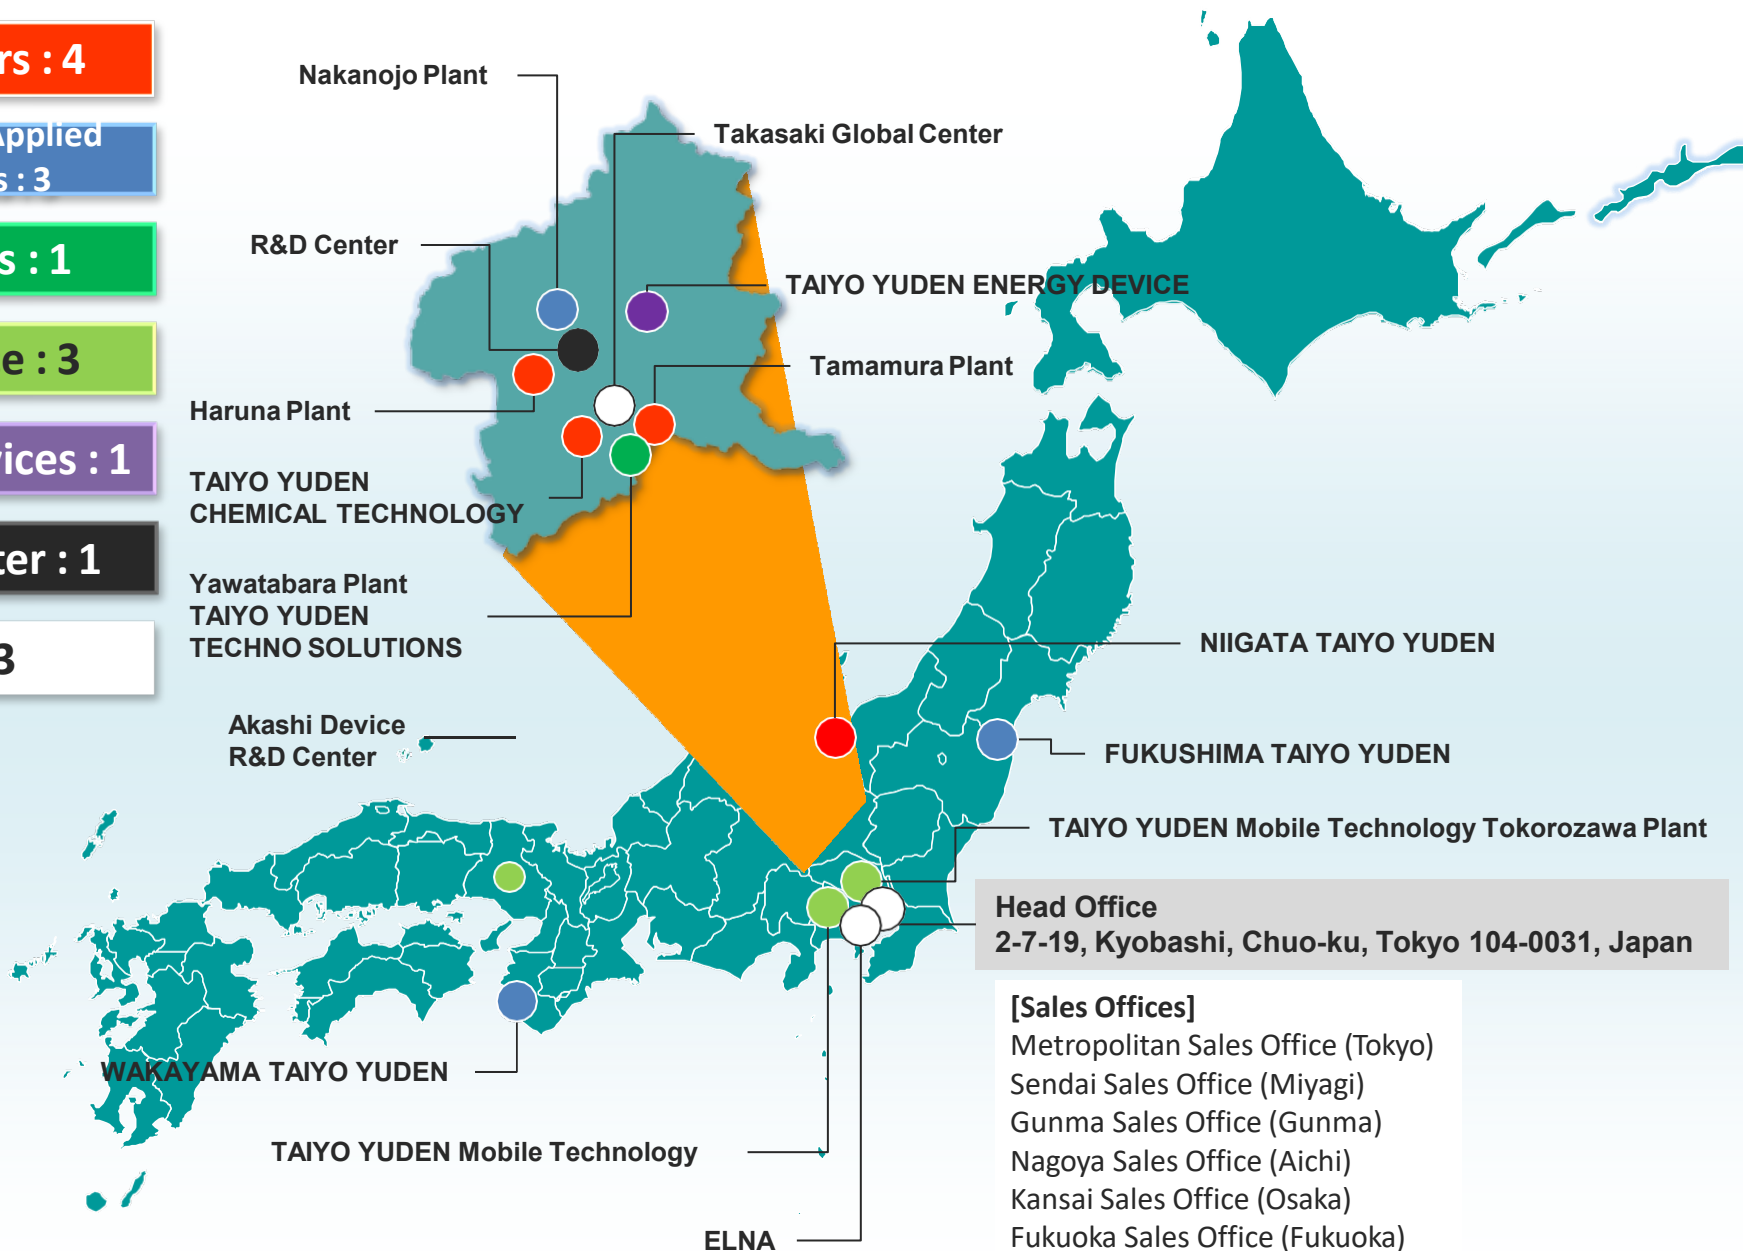 rs : 4
Applied
s : 3
s : 1
e : 3
vices : 1
ter : 1
3
Nakanojo Plant
Takasaki Global Center
R&D Center
TAIYO YUDEN ENERGY DEVICE
Tamamura Plant
Haruna Plant
TAIYO YUDEN
CHEMICAL TECHNOLOGY
Yawatabara Plant
TAIYO YUDEN
TECHNO SOLUTIONS
NIIGATA TAIYO YUDEN
Akashi Device
R&D Center
FUKUSHIMA TAIYO YUDEN
TAIYO YUDEN Mobile Technology Tokorozawa Plant
Head Office
2-7-19, Kyobashi, Chuo-ku, Tokyo 104-0031, Japan
[Sales Offices]
Metropolitan Sales Office (Tokyo)
Sendai Sales Office (Miyagi)
Gunma Sales Office (Gunma)
Nagoya Sales Office (Aichi)
Kansai Sales Office (Osaka)
Fukuoka Sales Office (Fukuoka)
WAKAYAMA TAIYO YUDEN
TAIYO YUDEN Mobile Technology
ELNA